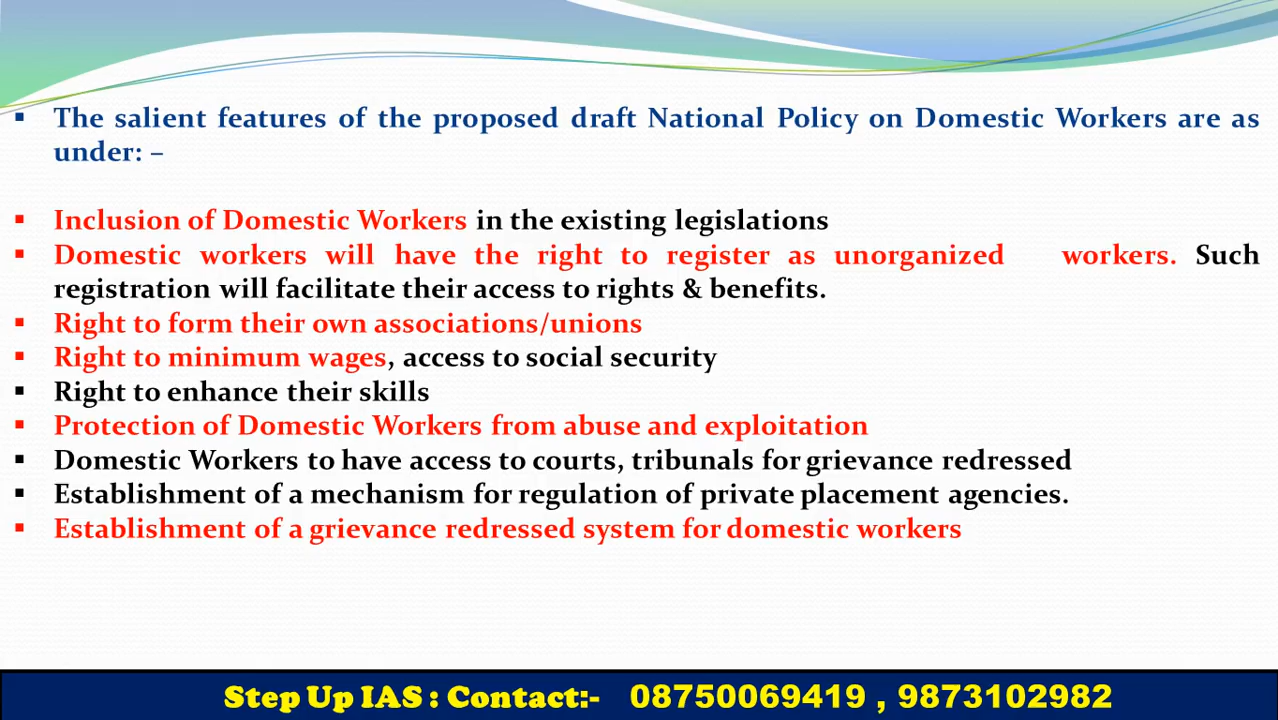 ▪ The salient features of the proposed draft National Policy on Domestic Workers are as
under: –
▪ Inclusion of Domestic Workers in the existing legislations
▪ Domestic workers will have the right to register as unorganized workers. Such
registration will facilitate their access to rights & benefits.
▪ Right to form their own associations/unions
▪ Right to minimum wages, access to social security
▪ Right to enhance their skills
▪ Protection of Domestic Workers from abuse and exploitation
▪ Domestic Workers to have access to courts, tribunals for grievance redressed
▪ Establishment of a mechanism for regulation of private placement agencies.
▪ Establishment of a grievance redressed system for domestic workers
Step Up IAS : Contact:- 08750069419 , 9873102982